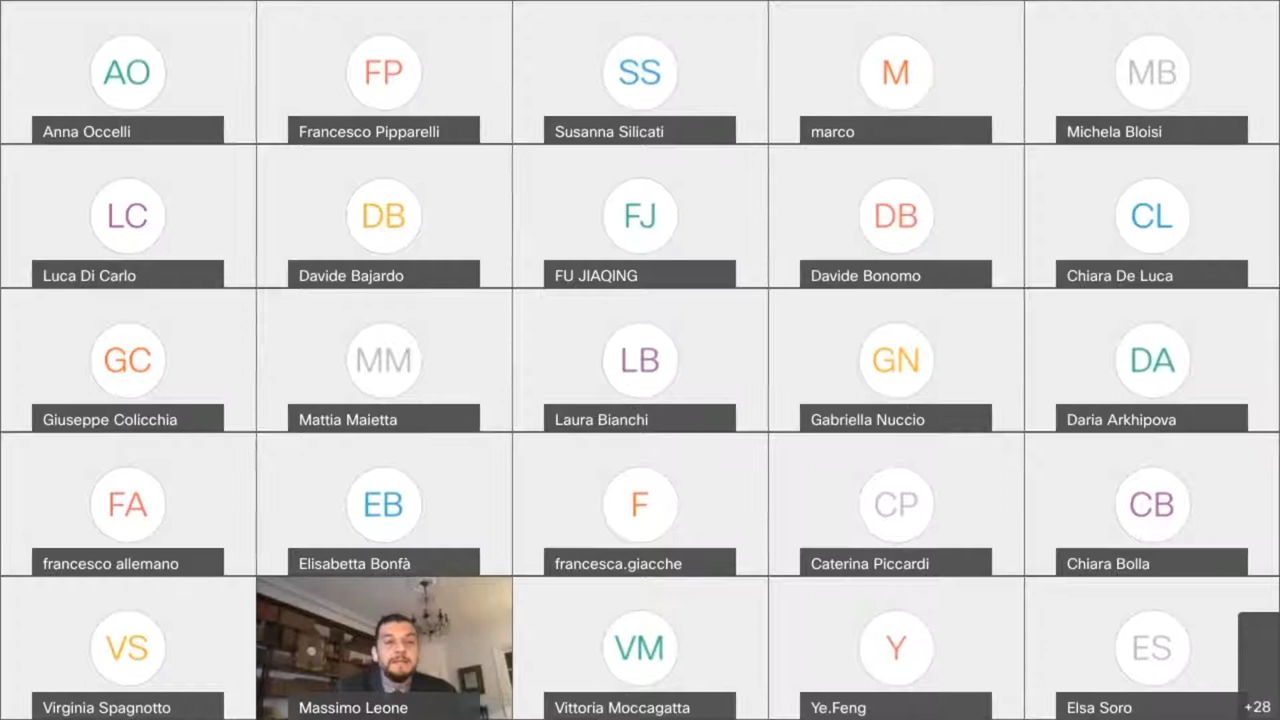 AO
Anna Occelli
FP
Francesco Pipparelli
SS
Susanna Silicati
M
marco
MB
Michela Bloisi
LC
Luca Di Carlo
DB
Davide Bajardo
FJ
FU JIAQING
DB
Davide Bonomo
CL
Chiara De Luca
GC
Giuseppe Colicchia
MM
Mattia Maietta
LB
Laura Bianchi
GN
Gabriella Nuccio
DA
Daria Arkhipova
FA
francesco allemano
EB
Elisabetta Bonfà
F
francesca.giacche
CP
Caterina Piccardi
CB
Chiara Bolla
VS
Virginia Spagnotto
Massimo Leone
VM
Vittoria Moccagatta
Y
Ye.Feng
ES
Elsa Soro
+28